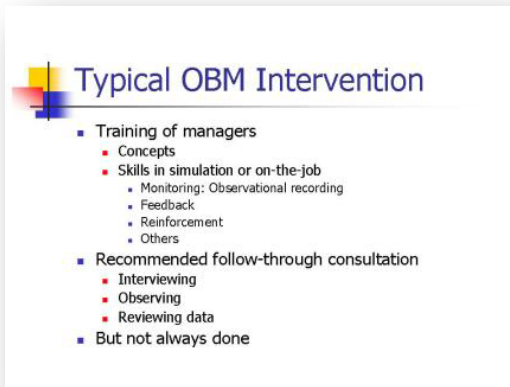 Typical OBM Intervention
Training of managers
Concepts
Skills in simulation or on-the-job
Monitoring: Observational recording
Feedback
Reinforcement
Others
Recommended follow-through consultation
Interviewing
Observing
Reviewing data
But not always done